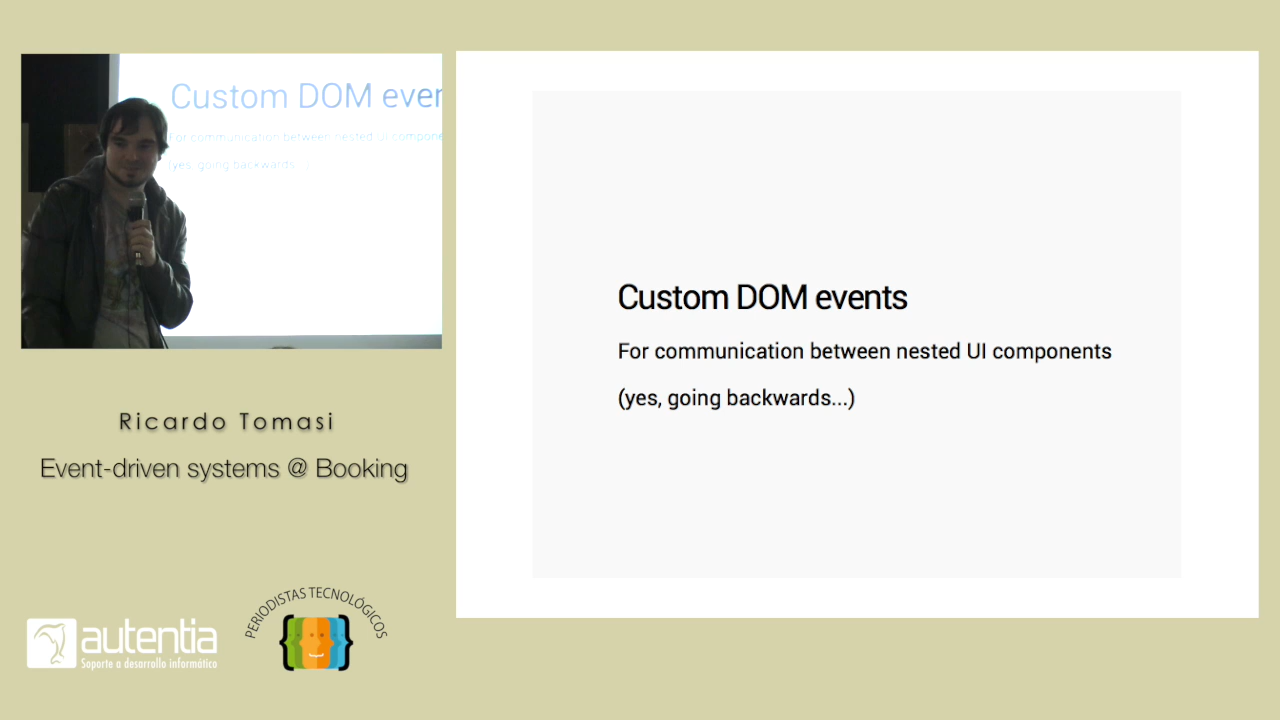 Custom DOM even
For communication between nested UI compone
(yes, going backwards...)
Ricardo Tomasi
Event-driven systems @ Booking
autentia
Soporte a desarrollo informático
PERIODISTAS TECNOLÓGICOS
Custom DOM events
For communication between nested UI components
(yes, going backwards...)